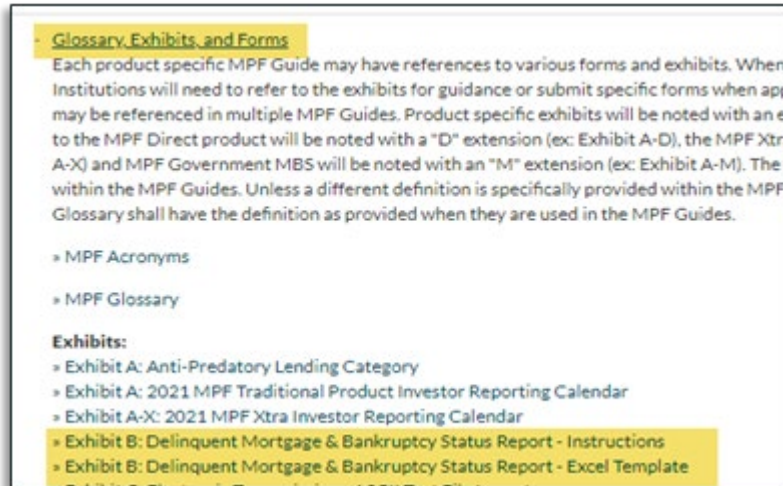 - Glossary, Exhibits, and Forms
Each product specific MPF Guide may have references to various forms and exhibits. When
Institutions will need to refer to the exhibits for guidance or submit specific forms when
may be referenced in multiple MPF Guides. Product specific exhibits will be noted with an
to the MPF Direct product will be noted with a "D" extension (ex: Exhibit A-D), the MPF
A-X) and MPF Government MBS will be noted with an "M" extension (ex: Exhibit A-M). The
within the MPF Guides. Unless a different definition is specifically provided within the MPF
Glossary shall have the definition as provided when they are used in the MPF Guides.
» MPF Acronyms
» MPF Glossary
Exhibits:
» Exhibit A: Anti-Predatory Lending Category
» Exhibit A: 2021 MPF Traditional Product Investor Reporting Calendar
» Exhibit A-X: 2021 MPF Xtra Investor Reporting Calendar
» Exhibit B: Delinquent Mortgage & Bankruptcy Status Report - Instructions
» Exhibit B: Delinquent Mortgage & Bankruptcy Status Report - Excel Template